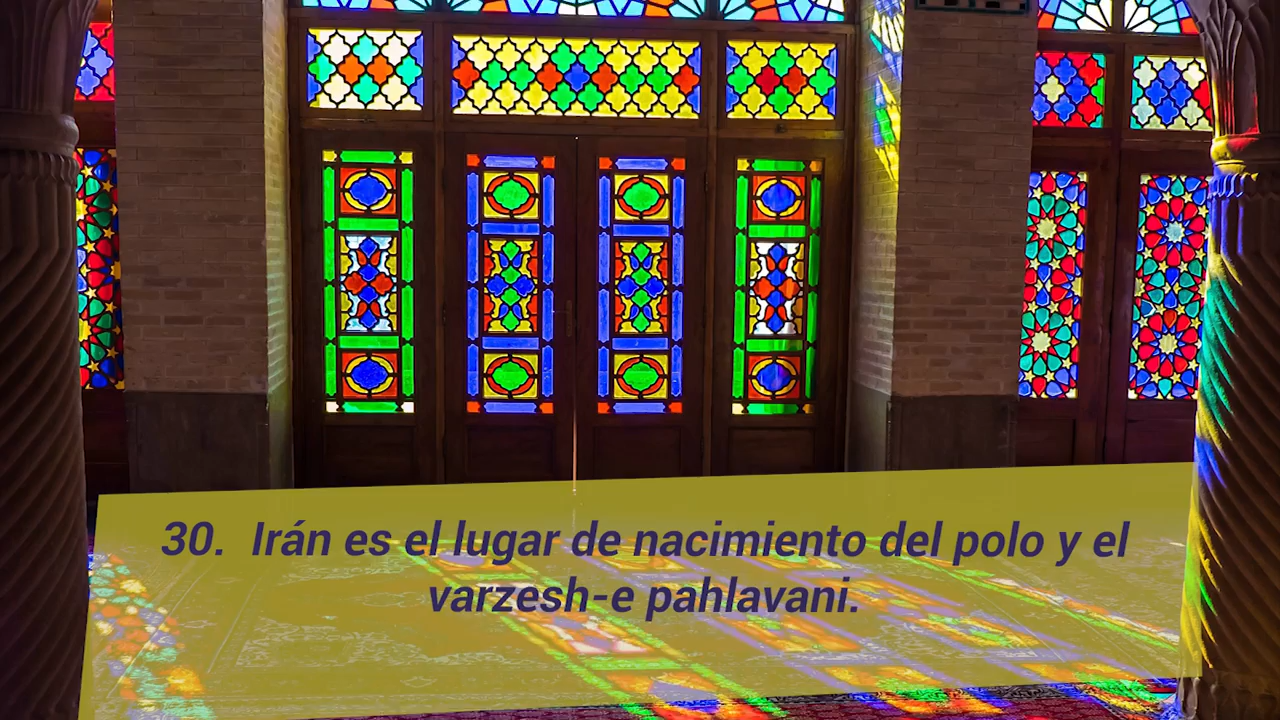 30. Irán es el lugar de nacimiento del polo y el
varzesh-e pahlavani.